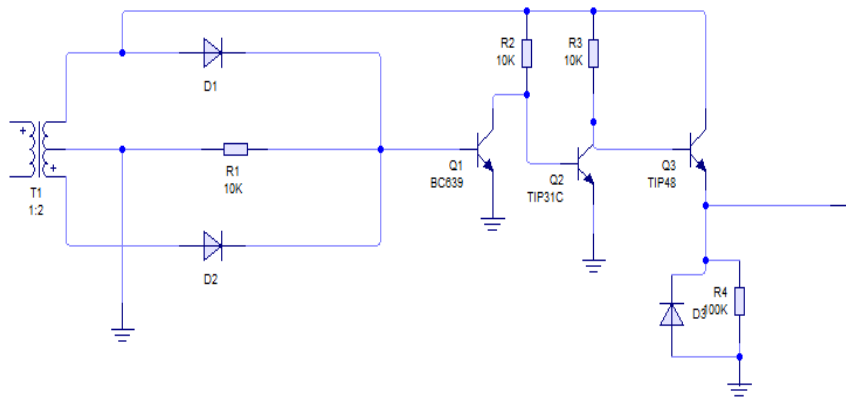 +
+
T1
1:2
D1
R1
10K
D2
Q1
BC639
R2
10K
R3
10K
Q2
TIP31C
Q3
TIP48
D3
R4
100K